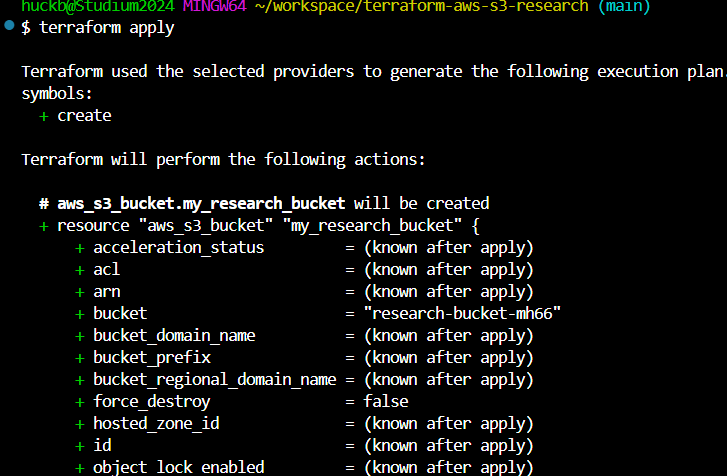 huckb@Studium2024 MINGW64 ~/workspace/terraform-aws-s3-research (main)
$ terraform apply
Terraform used the selected providers to generate the following execution plan.
symbols:
+ create
Terraform will perform the following actions:
# aws_s3_bucket.my_research_bucket will be created
+ resource "aws_s3_bucket" "my_research_bucket" {
+ acceleration_status = (known after apply)
+ acl = (known after apply)
+ arn = (known after apply)
+ bucket = "research-bucket-mh66"
+ bucket_domain_name = (known after apply)
+ bucket_prefix = (known after apply)
+ bucket_regional_domain_name = (known after apply)
+ force_destroy = false
+ hosted_zone_id = (known after apply)
+ id = (known after apply)
+ object_lock_enabled = (known after apply)